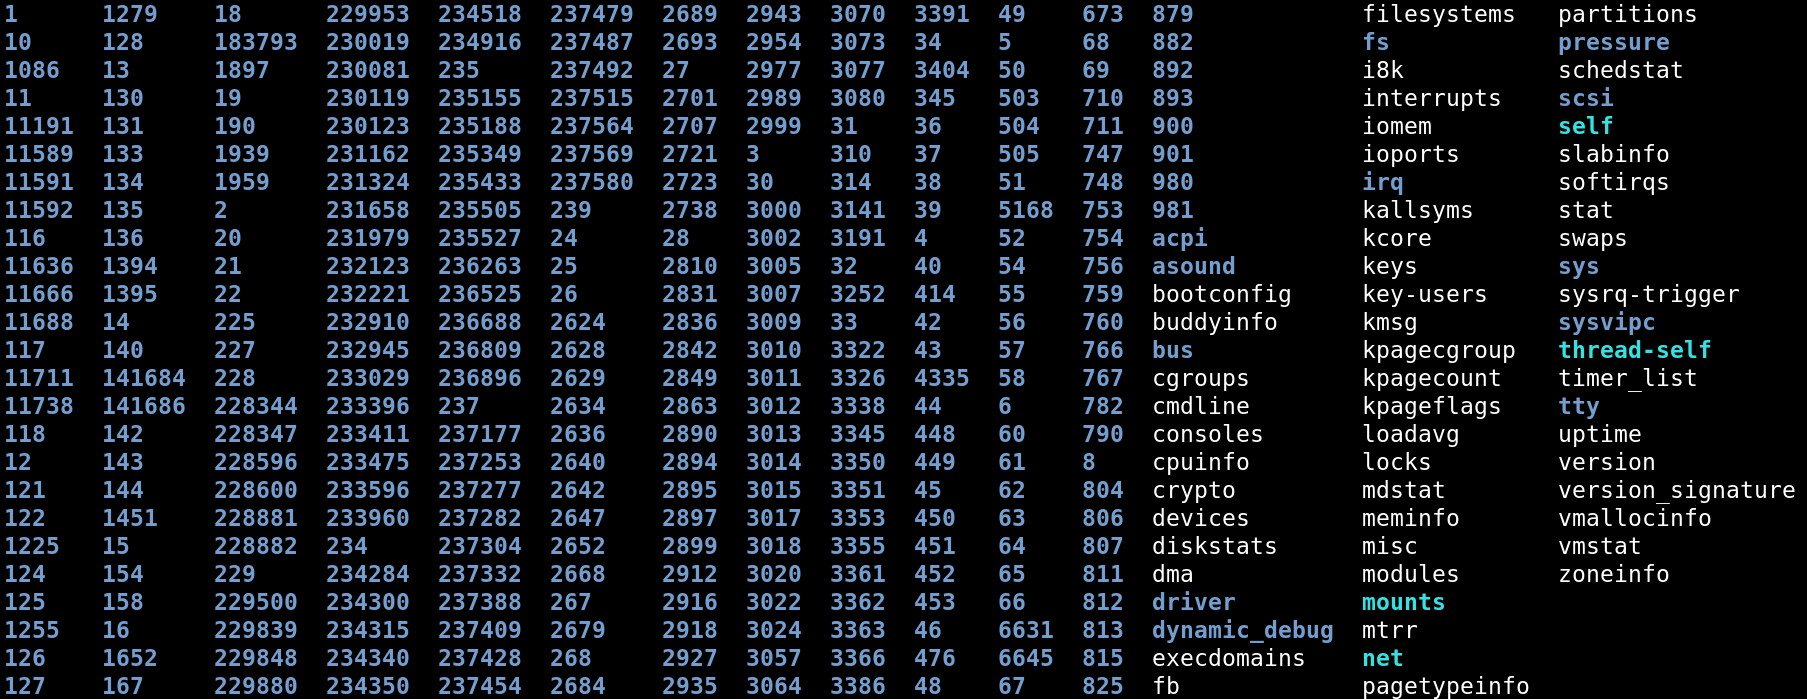 1 1279 18 229953 234518 237479 2689 2943 3070 3391 49 673 879 filesystems partitions
10 128 183793 230019 234916 237487 2693 2954 3073 34 5 68 882 fs pressure
1086 13 1897 230081 235 237492 27 2977 3077 3404 50 69 892 i8k schedstat
11 130 19 230119 235155 237515 2701 2989 3080 345 503 710 893 interrupts scsi
11191 131 190 230123 235188 237564 2707 2999 31 36 504 711 900 iomem self
11589 133 1939 231162 235349 237569 2721 3 310 37 505 747 901 ioports slabinfo
11591 134 1959 231324 235433 237580 2723 30 314 38 51 748 980 irq softirqs
11592 135 2 231658 235505 239 2738 3000 3141 39 5168 753 981 kallsyms stat
116 136 20 231979 235527 24 28 3002 3191 4 52 754 acpi kcore swaps
11636 1394 21 232123 236263 25 2810 3005 32 40 54 756 asound keys sys
11666 1395 22 232221 236525 26 2831 3007 3252 414 55 759 bootconfig key-users sysrq-trigger
11688 14 225 232910 236688 2624 2836 3009 33 42 56 760 buddyinfo kmsg sysvipc
117 140 227 232945 236809 2628 2842 3010 3322 43 57 766 bus kpagecgroup thread-self
11711 141684 228 233029 236896 2629 2849 3011 3326 4335 58 767 cgroups kpagecount timer_list
11738 141686 228344 233396 237 2634 2863 3012 3338 44 6 782 cmdline kpageflags tty
118 142 228347 233411 237177 2636 2890 3013 3345 448 60 790 consoles loadavg uptime
12 143 228596 233475 237253 2640 2894 3014 3350 449 61 8 cpuinfo locks version
121 144 228600 233596 237277 2642 2895 3015 3351 45 62 804 crypto mdstat version_signature
122 1451 228881 233960 237282 2647 2897 3017 3353 450 63 806 devices meminfo vmallocinfo
1225 15 228882 234 237304 2652 2899 3018 3355 451 64 807 diskstats misc vmstat
124 154 229 234284 237332 2668 2912 3020 3361 452 65 811 dma modules zoneinfo
125 158 229500 234300 237388 267 2916 3022 3362 453 66 812 driver mounts
1255 16 229839 234315 237409 2679 2918 3024 3363 46 6631 813 dynamic_debug mtrr
126 1652 229848 234340 237428 268 2927 3057 3366 476 6645 815 execdomains net
127 167 229880 234350 237454 2684 2935 3064 3386 48 67 825 fb pagetypeinfo